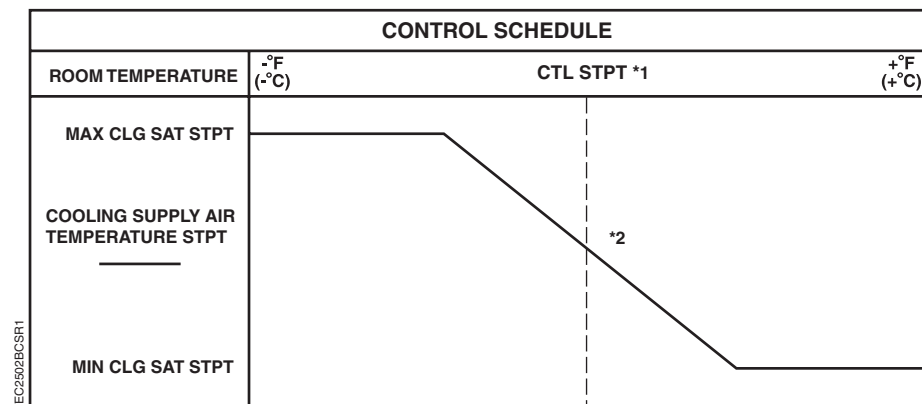 CONTROL SCHEDULE
ROOM TEMPERATURE
-°F
(-°C)
CTL STPT *1
+°F
(+°C)
MAX CLG SAT STPT
COOLING SUPPLY AIR
TEMPERATURE STPT
*2
MIN CLG SAT STPT
EC2502BCSR1